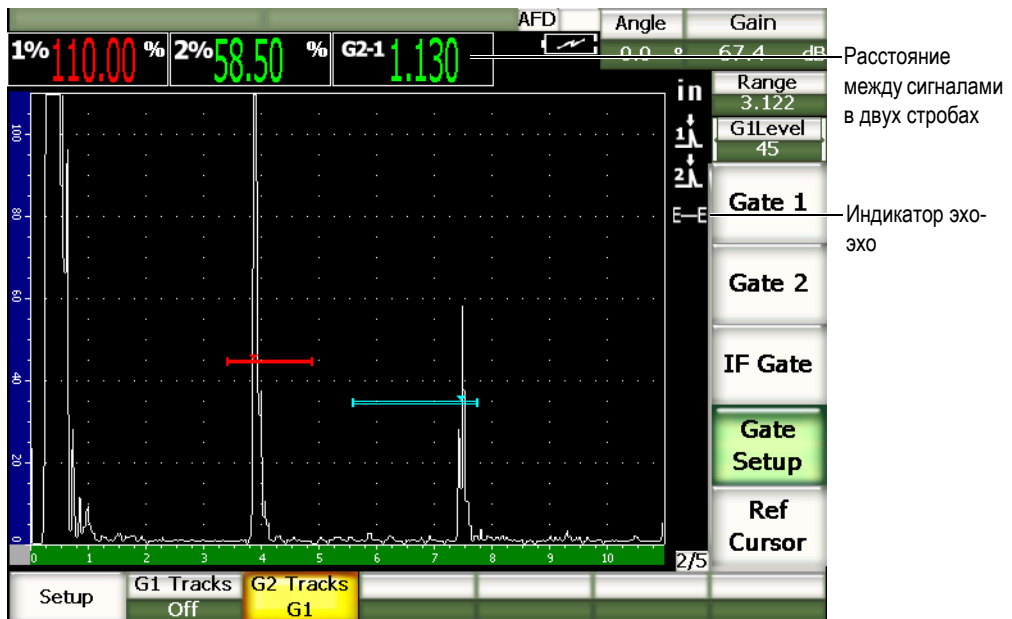 AFD
Angle
Gain
1% 110.00 %
2% 58.50 %
G2-1 1.130
0.0 °
67.4 dB
Расстояние
между сигналами
в двух стробах
in
Range
3.122
G1Level
45
1
2
E—E
Gate 1
Индикатор эхо-
эхо
Gate 2
IF Gate
Gate
Setup
Ref
Cursor
100
80
60
40
20
0
0 1 2 3 4 5 6 7 8 9 10
2/5
Setup
G1 Tracks
Off
G2 Tracks
G1